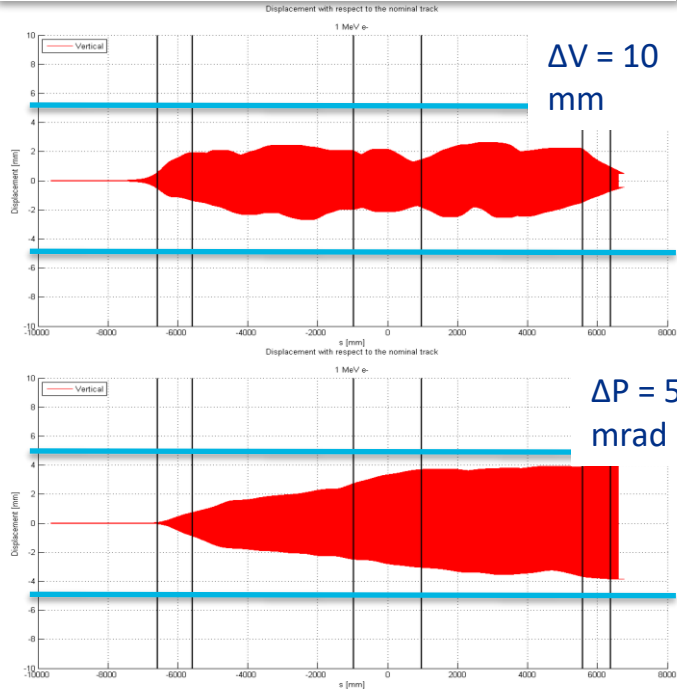 Displacement with respect to the nominal track
1 MeV e-
Vertical
ΔV = 10
mm
10
8
6
4
2
0
-2
-4
-6
-8
-10
Displacement [mm]
-10000 -8000 -6000 -4000 -2000 0 2000 4000 6000 8000
s [mm]
Displacement with respect to the nominal track
1 MeV e-
Vertical
ΔP = 5
mrad
10
8
6
4
2
0
-2
-4
-6
-8
-10
Displacement [mm]
-10000 -8000 -6000 -4000 -2000 0 2000 4000 6000 8000
s [mm]